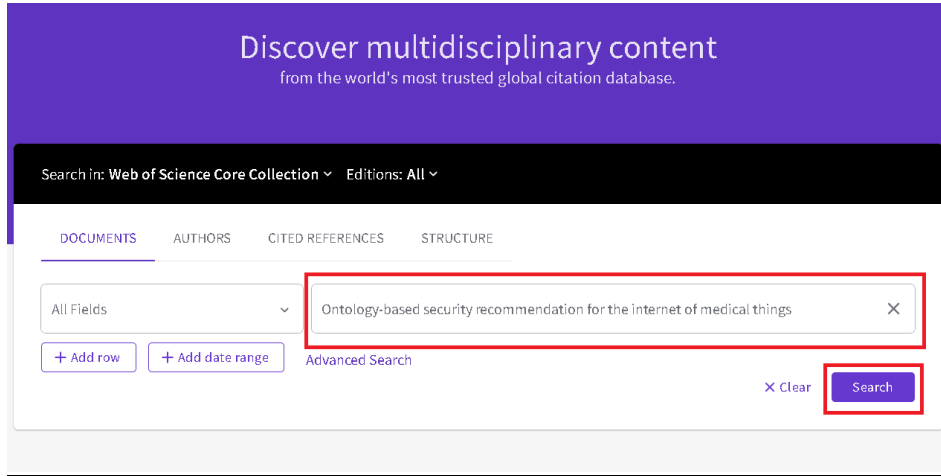 Discover multidisciplinary content
from the world's most trusted global citation database.
Search in: Web of Science Core Collection Editions: All
DOCUMENTS AUTHORS CITED REFERENCES STRUCTURE
All Fields Ontology-based security recommendation for the internet of medical things
+ Add row + Add date range Advanced Search
× Clear Search